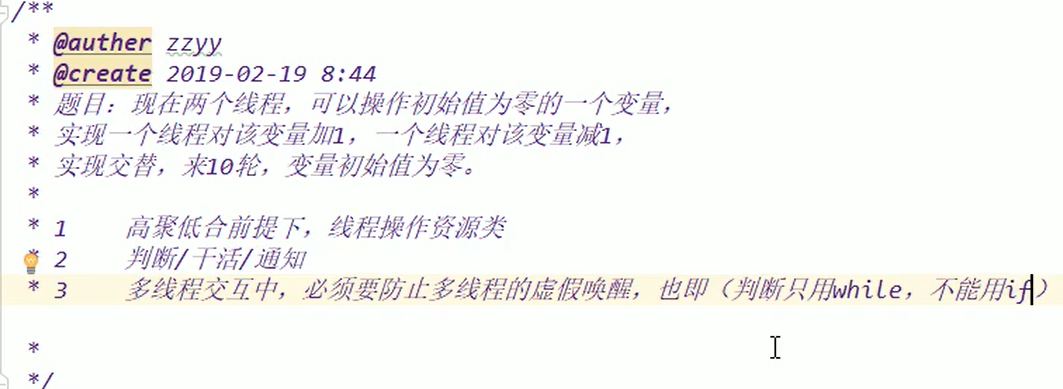 /**
* @auther zzyy
* @create 2019-02-19 8:44
* 题目：现在两个线程，可以操作初始值为零的一个变量，
* 实现一个线程对该变量加1，一个线程对该变量减1，
* 实现交替，来10轮，变量初始值为零。
*
* 1 高聚低合前提下，线程操作资源类
* 2 判断/干活/通知
* 3 多线程交互中，必须要防止多线程的虚假唤醒，也即（判断只用while，不能用if）
*
*/